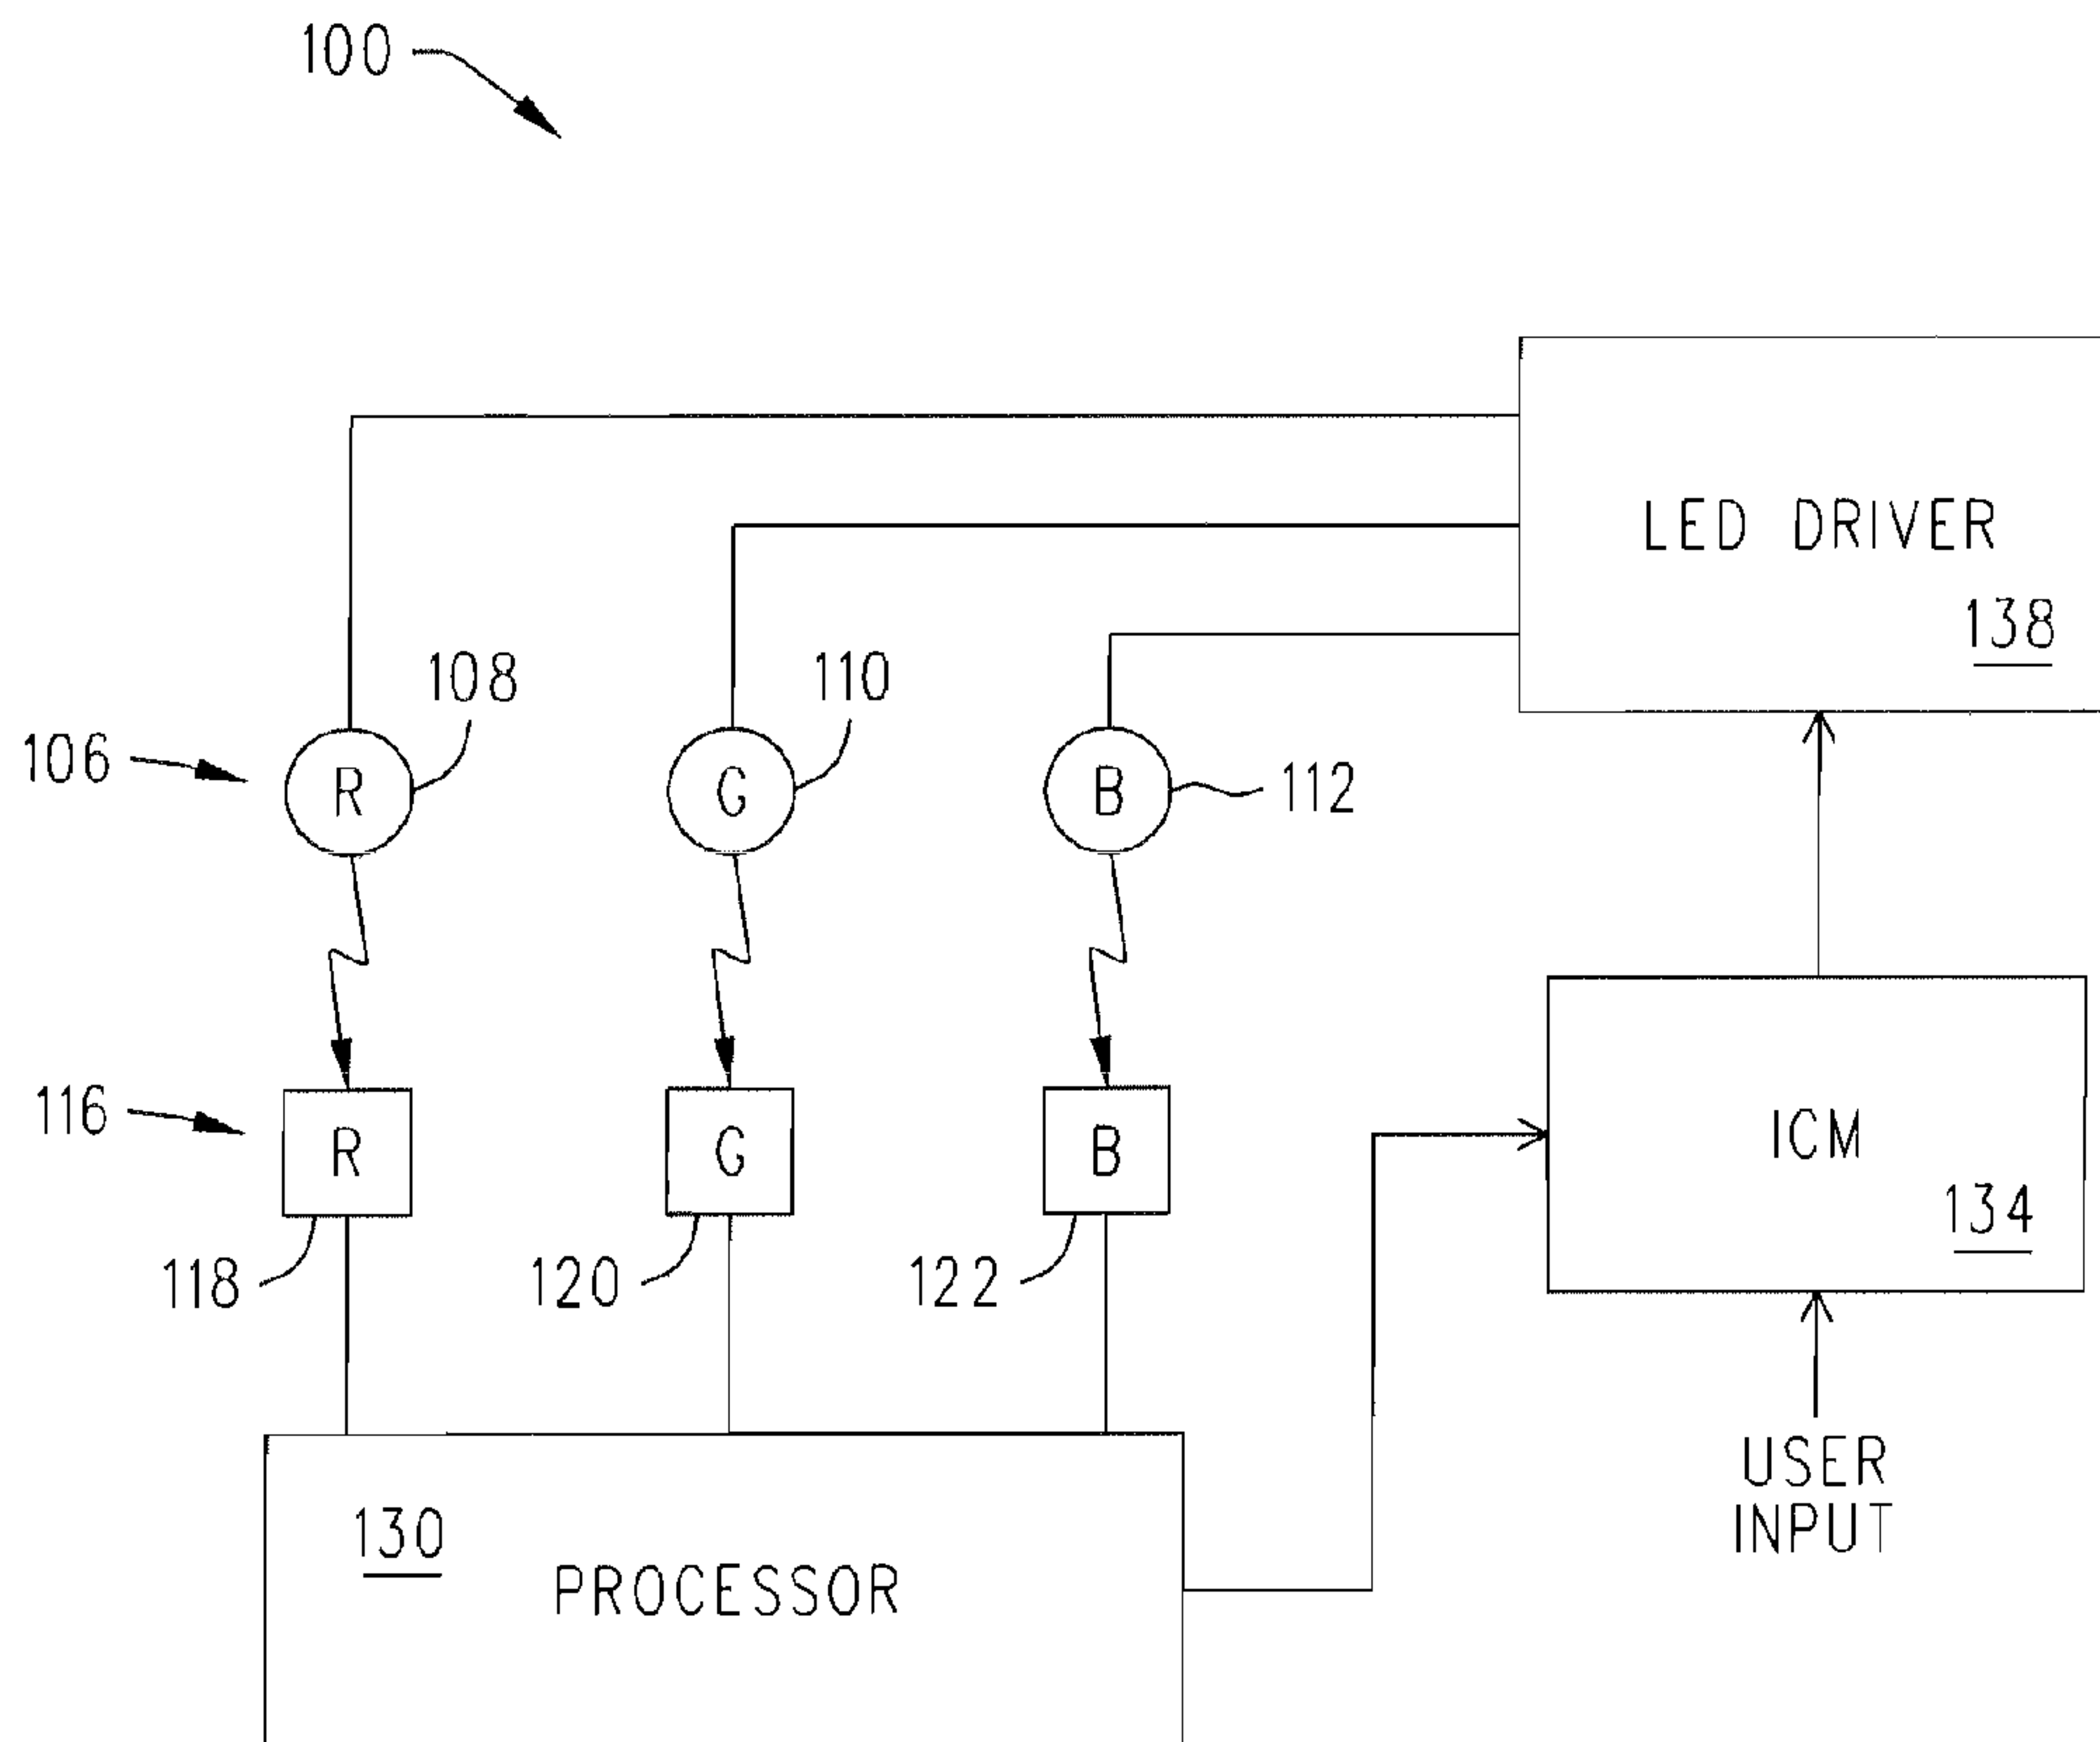 100
LED DRIVER
138
108
110
106
R
G
B
112
116
R
G
B
ICM
134
118
120
122
USER
INPUT
130
PROCESSOR